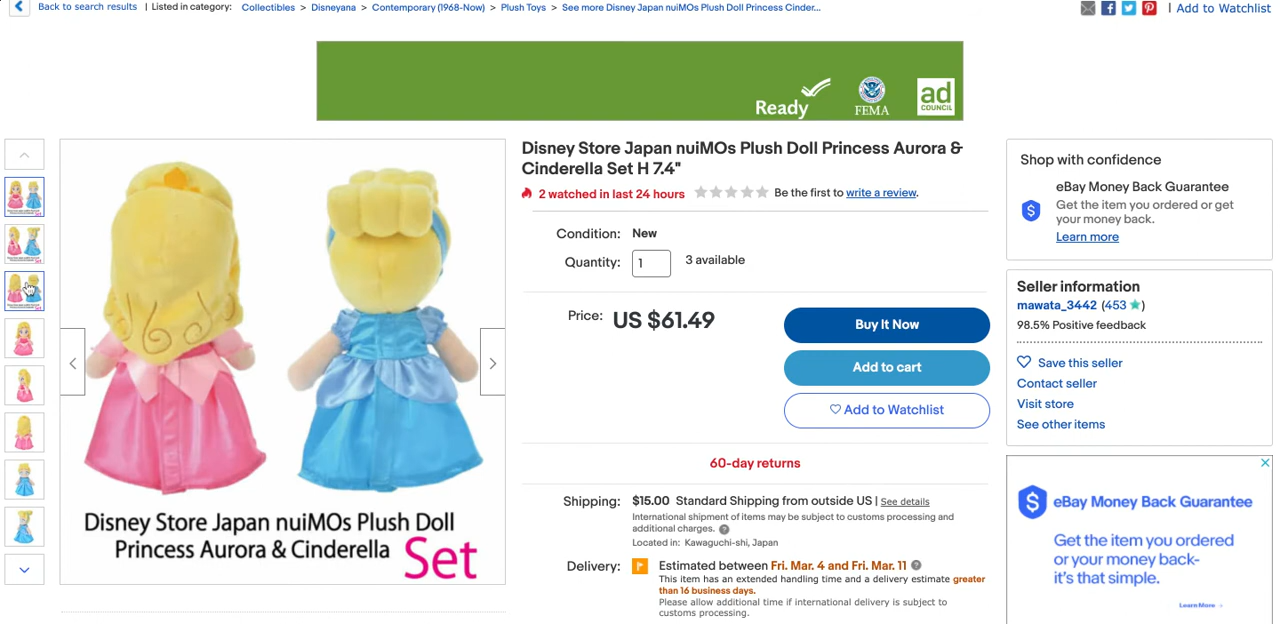 Back to search results | Listed in category: Collectibles > Disneyana > Contemporary (1968-Now) > Plush Toys > See more Disney Japan nuiMOs Plush Doll Princess Cinder...
| Add to Watchlist
Ready
FEMA
ad
COUNCIL
Disney Store Japan nuiMOs Plush Doll Princess Aurora &
Cinderella Set H 7.4"
2 watched in last 24 hours
Be the first to write a review.
Condition: New
Quantity: 1 3 available
Price: US $61.49
Buy It Now
Add to cart
Add to Watchlist
60-day returns
Shipping: $15.00 Standard Shipping from outside US | See details
International shipment of items may be subject to customs processing and
additional charges.
Located in: Kawaguchi-shi, Japan
Delivery: Estimated between Fri. Mar. 4 and Fri. Mar. 11
This item has an extended handling time and a delivery estimate greater
than 16 business days.
Please allow additional time if international delivery is subject to
customs processing.
Disney Store Japan nuiMOs Plush Doll
Princess Aurora & Cinderella Set
Shop with confidence
eBay Money Back Guarantee
Get the item you ordered or get
your money back.
Learn more
Seller information
mawata_3442 (453)
98.5% Positive feedback
Save this seller
Contact seller
Visit store
See other items
eBay Money Back Guarantee
Get the item you ordered
or get your money back-
it's that simple.
Learn More